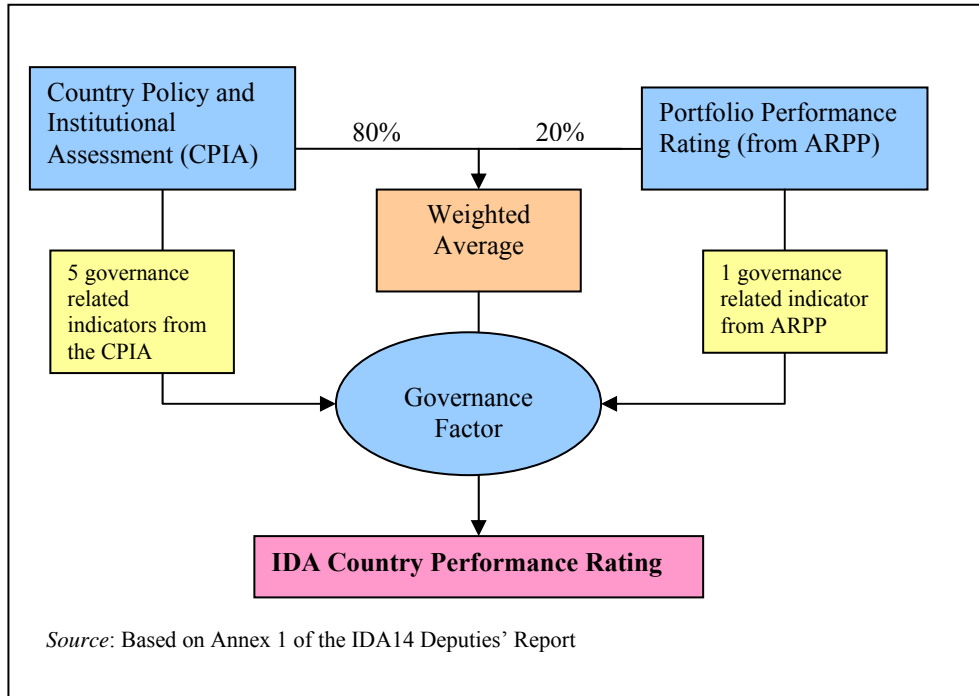 Country Policy and
Institutional
Assessment (CPIA)
80%
20%
Portfolio Performance
Rating (from ARPP)
Weighted
Average
5 governance
related
indicators from
the CPIA
1 governance
related indicator
from ARPP
Governance
Factor
IDA Country Performance Rating
Source: Based on Annex 1 of the IDA14 Deputies’ Report